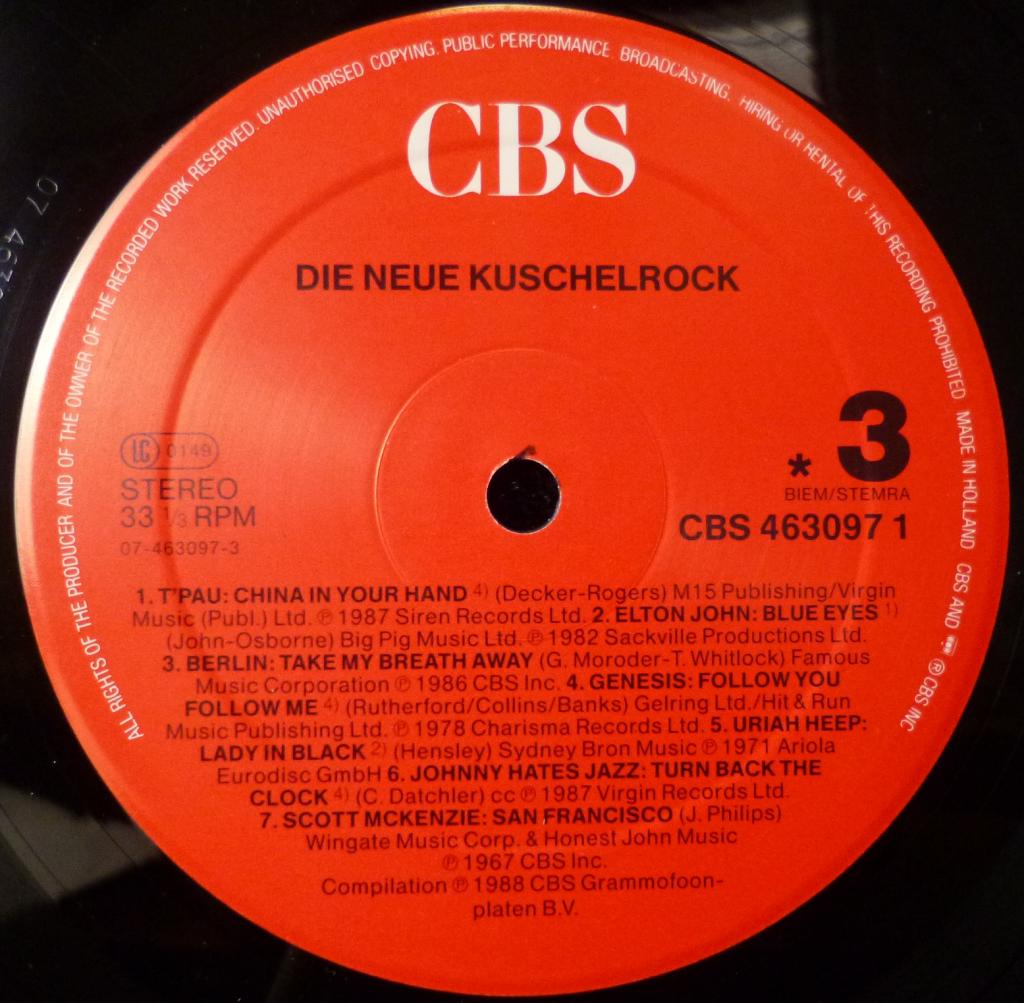 ALL RIGHTS OF THE PRODUCER AND OF THE OWNER OF THE RECORDED WORK RESERVED. UNAUTHORISED COPYING. PUBLIC PERFORMANCE. BROADCASTING. HIRING OR RENTAL OF THIS RECORDING PROHIBITED MADE IN HOLLAND CBS AND ® CBS INC
CBS
DIE NEUE KUSCHELROCK
LC 0149
STEREO
33 1/3 RPM
07-463097-3
* 3
BIEM/STEMRA
CBS 463097 1
1. T'PAU: CHINA IN YOUR HAND 4) (Decker-Rogers) M15 Publishing/Virgin
Music (Publ.) Ltd. ℗ 1987 Siren Records Ltd. 2. ELTON JOHN: BLUE EYES 1)
(John-Osborne) Big Pig Music Ltd. ℗ 1982 Sackville Productions Ltd.
3. BERLIN: TAKE MY BREATH AWAY (G. Moroder-T. Whitlock) Famous
Music Corporation ℗ 1986 CBS Inc. 4. GENESIS: FOLLOW YOU
FOLLOW ME 4) (Rutherford/Collins/Banks) Gelring Ltd./Hit & Run
Music Publishing Ltd. ℗ 1978 Charisma Records Ltd. 5. URIAH HEEP:
LADY IN BLACK 2) (Hensley) Sydney Bron Music ℗ 1971 Ariola
Eurodisc GmbH 6. JOHNNY HATES JAZZ: TURN BACK THE
CLOCK 4) (C. Datchler) cc ℗ 1987 Virgin Records Ltd.
7. SCOTT MCKENZIE: SAN FRANCISCO (J. Philips)
Wingate Music Corp. & Honest John Music
℗ 1967 CBS Inc.
Compilation ℗ 1988 CBS Grammofoon-
platen B.V.